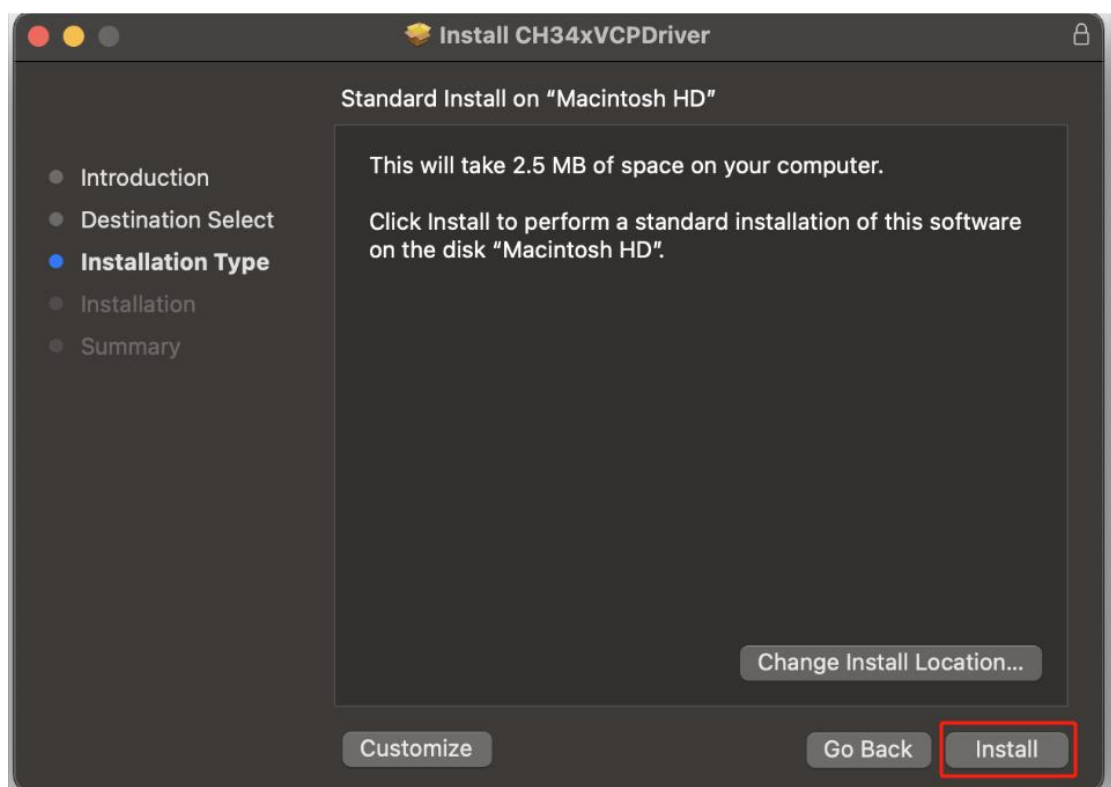 Install CH34xVCPDriver
Standard Install on “Macintosh HD”
Introduction
Destination Select
Installation Type
Installation
Summary
This will take 2.5 MB of space on your computer.
Click Install to perform a standard installation of this software
on the disk “Macintosh HD”.
Change Install Location...
Customize
Go Back
Install